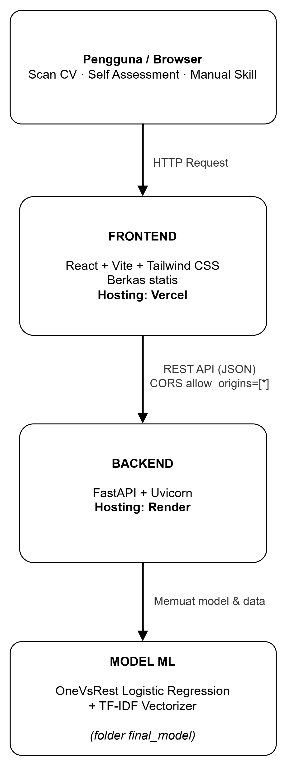 Pengguna / Browser
Scan CV · Self Assessment · Manual Skill
HTTP Request
FRONTEND
React + Vite + Tailwind CSS
Berkas statis
Hosting: Vercel
REST API (JSON)
CORS allow_origins=[*]
BACKEND
FastAPI + Uvicorn
Hosting: Render
Memuat model & data
MODEL ML
OneVsRest Logistic Regression
+ TF-IDF Vectorizer
(folder final_model)